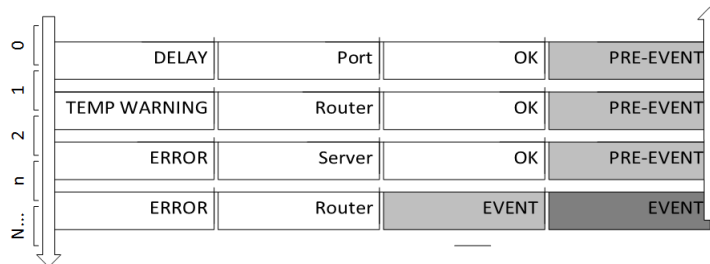 0
DELAY Port OK PRE-EVENT
1
TEMP WARNING Router OK PRE-EVENT
2
ERROR Server OK PRE-EVENT
n
ERROR Router EVENT EVENT
N...